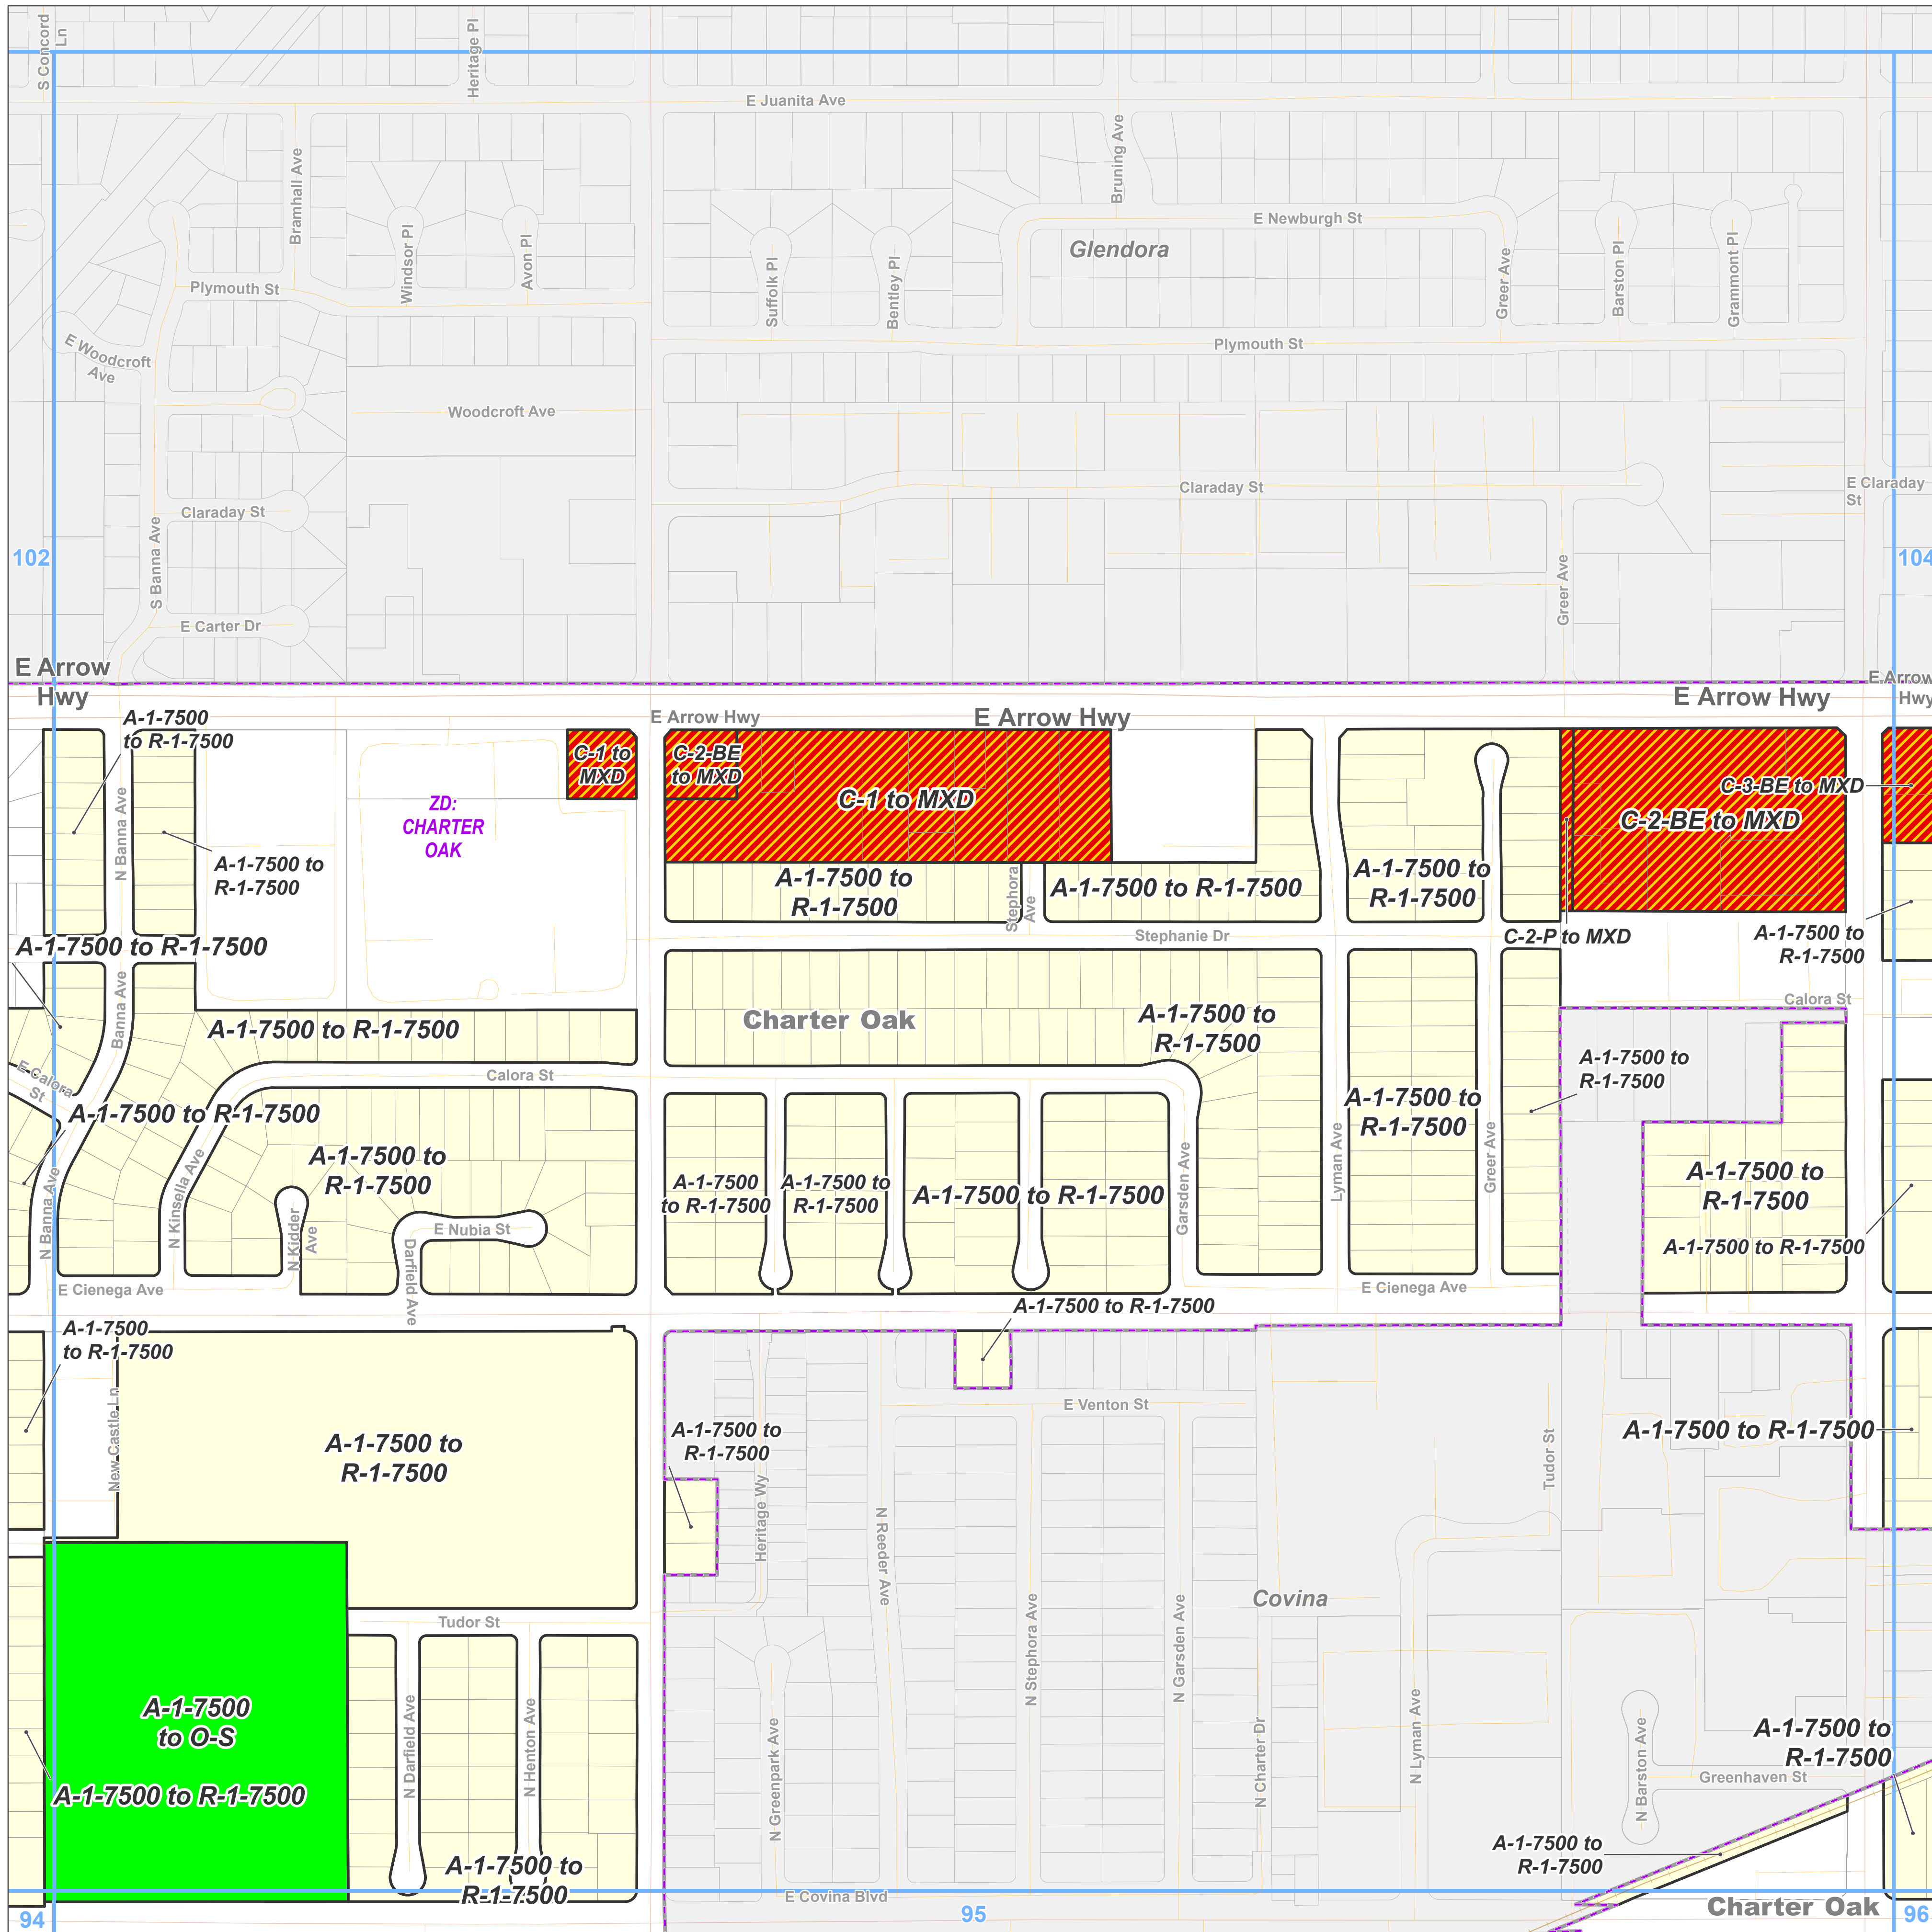 S Concord
Ln
Heritage Pl
E Juanita Ave
Bramhall Ave
Bruning Ave
Windsor Pl
Avon Pl
Suffolk Pl
Bentley Pl
E Newburgh St
Glendora
Greer Ave
Barston Pl
Grammont Pl
Plymouth St
Plymouth St
E Woodcroft
Ave
Woodcroft Ave
Claraday St
E Claraday
St
Claraday St
S Banna Ave
102
104
Greer Ave
E Carter Dr
E Arrow
Hwy
E Arrow Hwy
E Arrow Hwy
E Arrow Hwy
E Arrow
Hwy
A-1-7500
to R-1-7500
N Banna Ave
A-1-7500 to
R-1-7500
ZD:
CHARTER
OAK
C-1 to
MXD
C-2-BE
to MXD
C-1 to MXD
C-3-BE to MXD
C-2-BE to MXD
A-1-7500 to
R-1-7500
Stephora
Ave
A-1-7500 to R-1-7500
A-1-7500 to
R-1-7500
C-2-P to MXD
A-1-7500 to
R-1-7500
Stephanie Dr
A-1-7500 to R-1-7500
Banna Ave
A-1-7500 to R-1-7500
Charter Oak
A-1-7500 to
R-1-7500
Calora St
E Calora
St
Calora St
A-1-7500 to
R-1-7500
A-1-7500 to R-1-7500
A-1-7500 to
R-1-7500
A-1-7500 to
R-1-7500
N Banna Ave
N Kinsella Ave
N Kidder
Ave
E Nubia St
Darfield Ave
A-1-7500
to R-1-7500
A-1-7500 to
R-1-7500
A-1-7500 to R-1-7500
Garsden Ave
Lyman Ave
Greer Ave
A-1-7500 to
R-1-7500
A-1-7500 to R-1-7500
E Cienega Ave
E Cienega Ave
A-1-7500 to R-1-7500
A-1-7500
to R-1-7500
New Castle Ln
A-1-7500 to
R-1-7500
E Venton St
A-1-7500 to
R-1-7500
Heritage Wy
N Reeder Ave
Tudor St
A-1-7500 to R-1-7500
Covina
Tudor St
N Stephora Ave
N Garsden Ave
A-1-7500
to O-S
A-1-7500 to R-1-7500
N Darfield Ave
N Henton Ave
N Greenpark Ave
N Charter Dr
N Lyman Ave
N Barston Ave
A-1-7500 to
R-1-7500
Greenhaven St
A-1-7500 to
R-1-7500
A-1-7500 to
R-1-7500
E Covina Blvd
Charter Oak
94
95
96